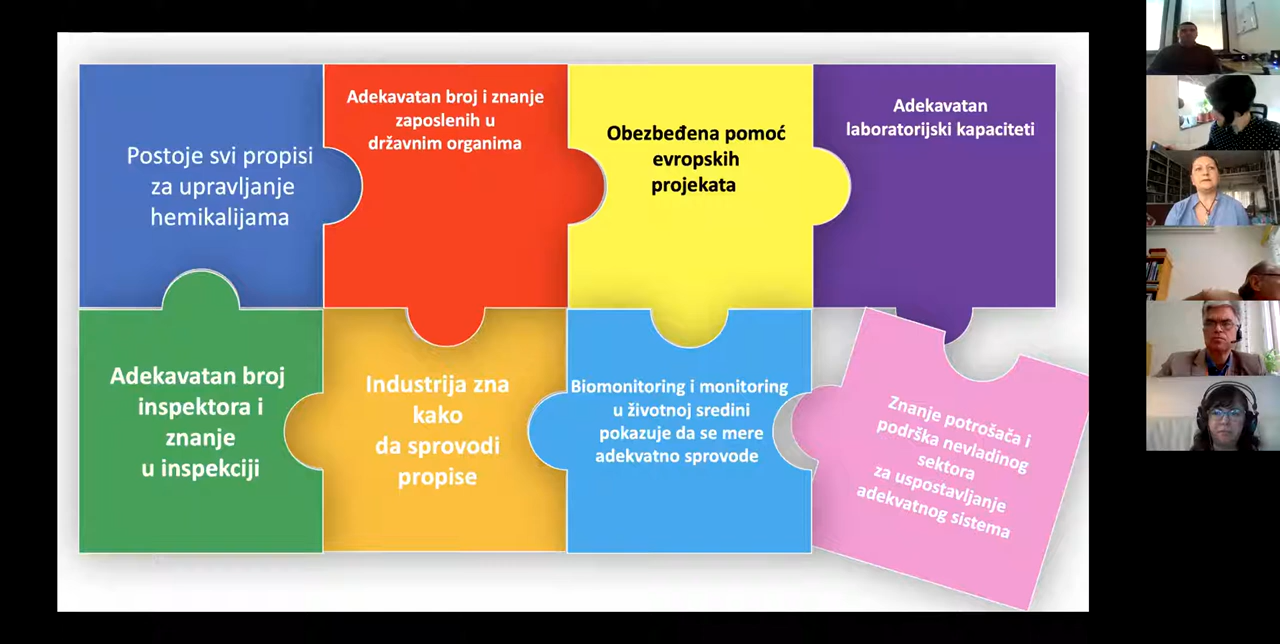 Postoje svi propisi
za upravljanje
hemikalijama
Adekavatan broj i znanje
zaposlenih u
državnim organima
Obezbeđena pomoć
evropskih
projekata
Adekavatan
laboratorijski kapaciteti
Adekavatan broj
inspektora i
znanje
u inspekciji
Industrija zna
kako
da sprovodi
propise
Biomonitoring i monitoring
u životnoj sredini
pokazuje da se mere
adekvatno sprovode
Znanje potrošača i
podrška nevladinog
sektora
za uspostavljanje
adekvatnog sistema